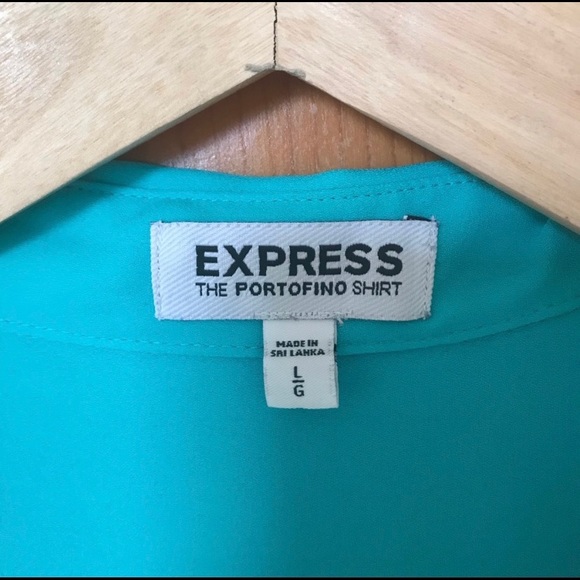 EXPRESS
THE PORTOFINO SHIRT
MADE IN
SRI LANKA
L
G